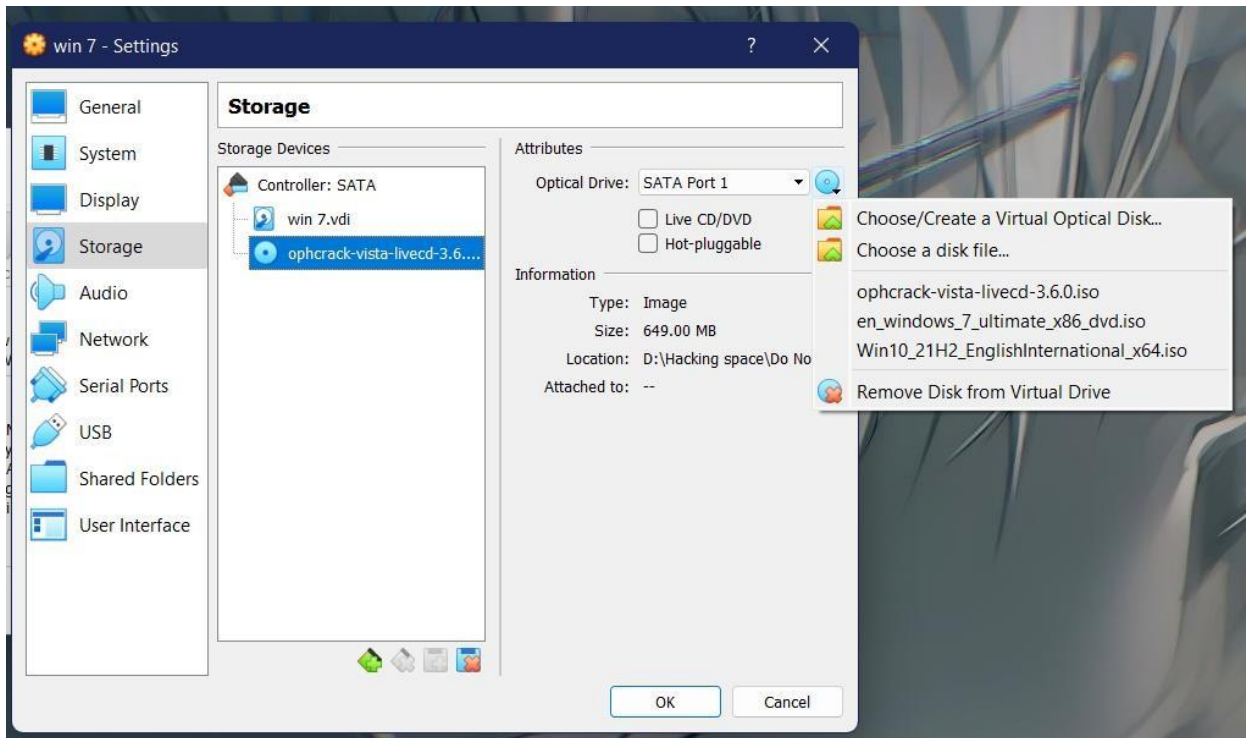 win 7 - Settings
?
General
System
Display
Storage
Audio
Network
Serial Ports
USB
Shared Folders
User Interface
Storage
Storage Devices
Controller: SATA
win 7.vdi
ophcrack-vista-livecd-3.6....
Attributes
Optical Drive: SATA Port 1
Live CD/DVD
Hot-pluggable
Information
Type: Image
Size: 649.00 MB
Location: D:\Hacking space\Do No
Attached to: --
Choose/Create a Virtual Optical Disk...
Choose a disk file...
ophcrack-vista-livecd-3.6.0.iso
en_windows_7_ultimate_x86_dvd.iso
Win10_21H2_EnglishInternational_x64.iso
Remove Disk from Virtual Drive
OK
Cancel